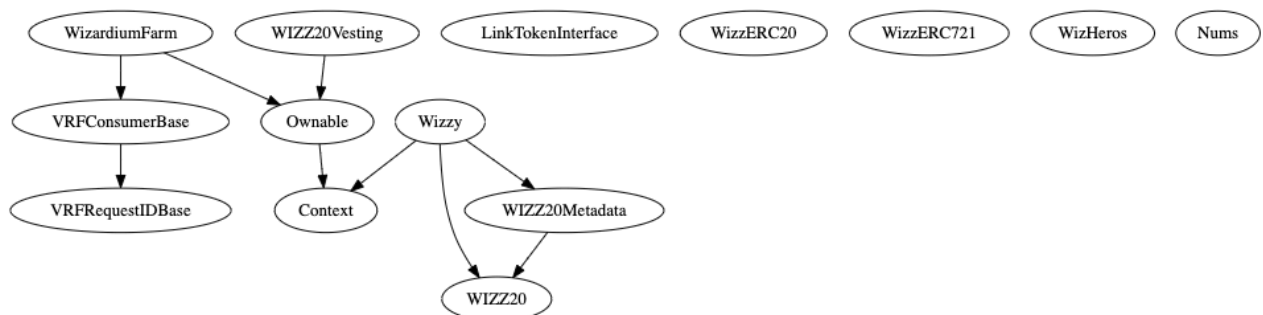 WizardiumFarm
WIZZ20Vesting
LinkTokenInterface
WizzERC20
WizzERC721
WizHeros
Nums
VRFConsumerBase
Ownable
Wizzy
VRFRequestIDBase
Context
WIZZ20Metadata
WIZZ20